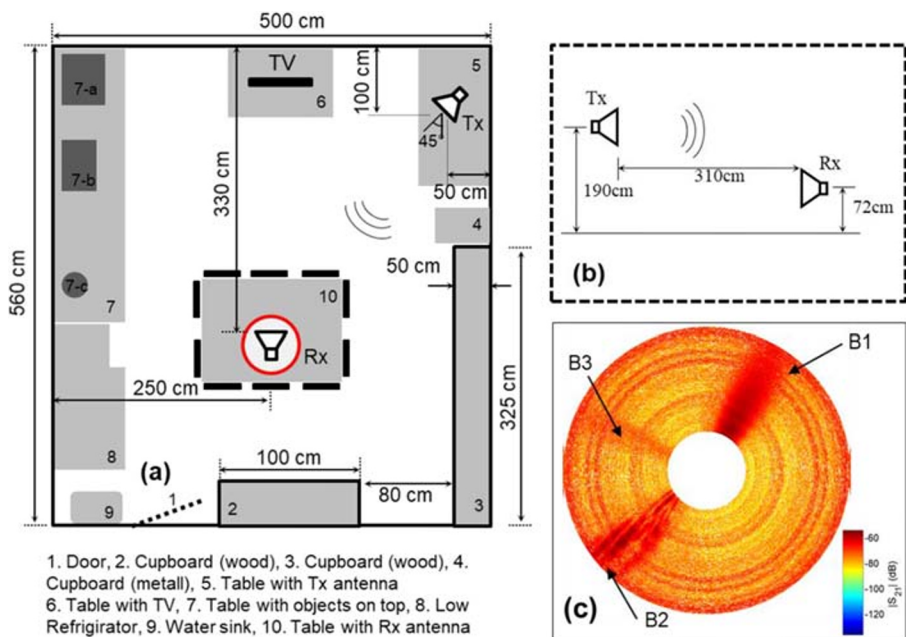 500 cm
TV
6
5
100 cm
Tx
45°
50 cm
7-a
7-b
7-c
7
330 cm
560 cm
4
50 cm
10
Rx
250 cm
325 cm
100 cm
80 cm
8
(a)
9
1
2
3
1. Door, 2. Cupboard (wood), 3. Cupboard (wood), 4.
Cupboard (metall), 5. Table with Tx antenna
6. Table with TV, 7. Table with objects on top, 8. Low
Refrigirator, 9. Water sink, 10. Table with Rx antenna
Tx
Rx
190cm
310cm
72cm
(b)
B1
B3
B2
(c)
-60
-80
-100
-120
|S21| (dB)